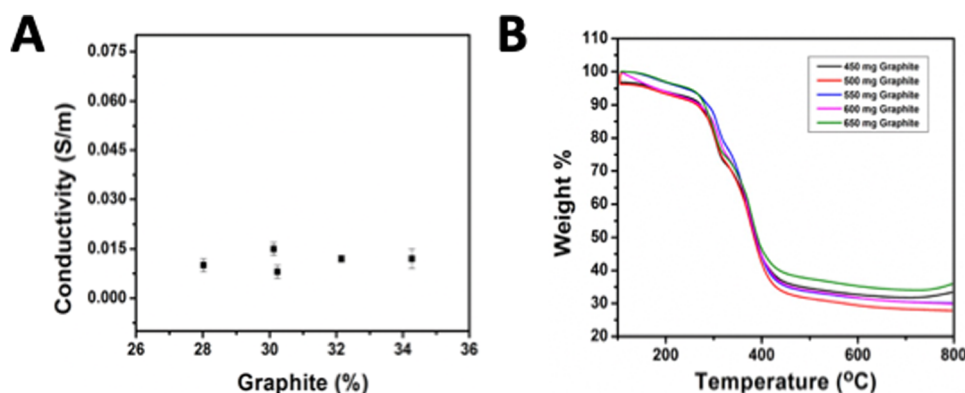 A
Conductivity (S/m)
0.075
0.060
0.045
0.030
0.015
0.000
26 28 30 32 34 36
Graphite (%)
B
Weight %
110
100
90
80
70
60
50
40
30
20
200 400 600 800
Temperature (ºC)
450 mg Graphite
500 mg Graphite
550 mg Graphite
600 mg Graphite
650 mg Graphite